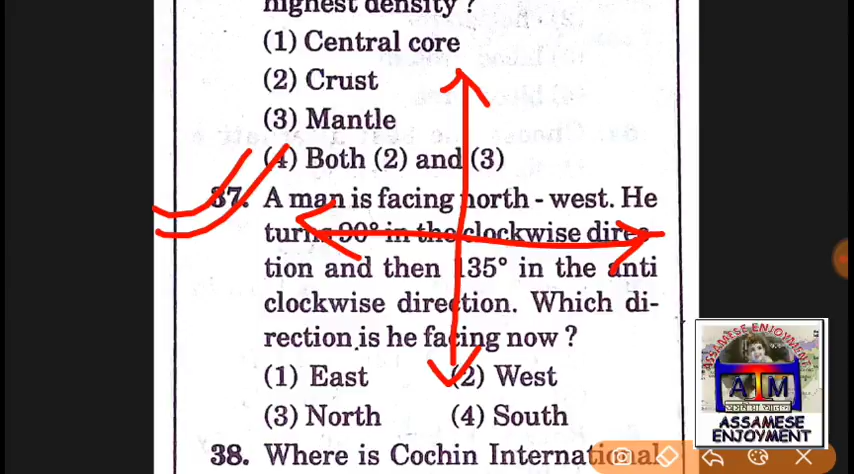 highest density ?
(1) Central core
(2) Crust
(3) Mantle
(4) Both (2) and (3)
37. A man is facing north - west. He
turns 90° in the clockwise direc-
tion and then 135° in the anti
clockwise direction. Which di-
rection is he facing now ?
(1) East (2) West
(3) North (4) South
38. Where is Cochin International
ASSAMESE ENJOYMENT
ATM
ASSAMESE
ENJOYMENT